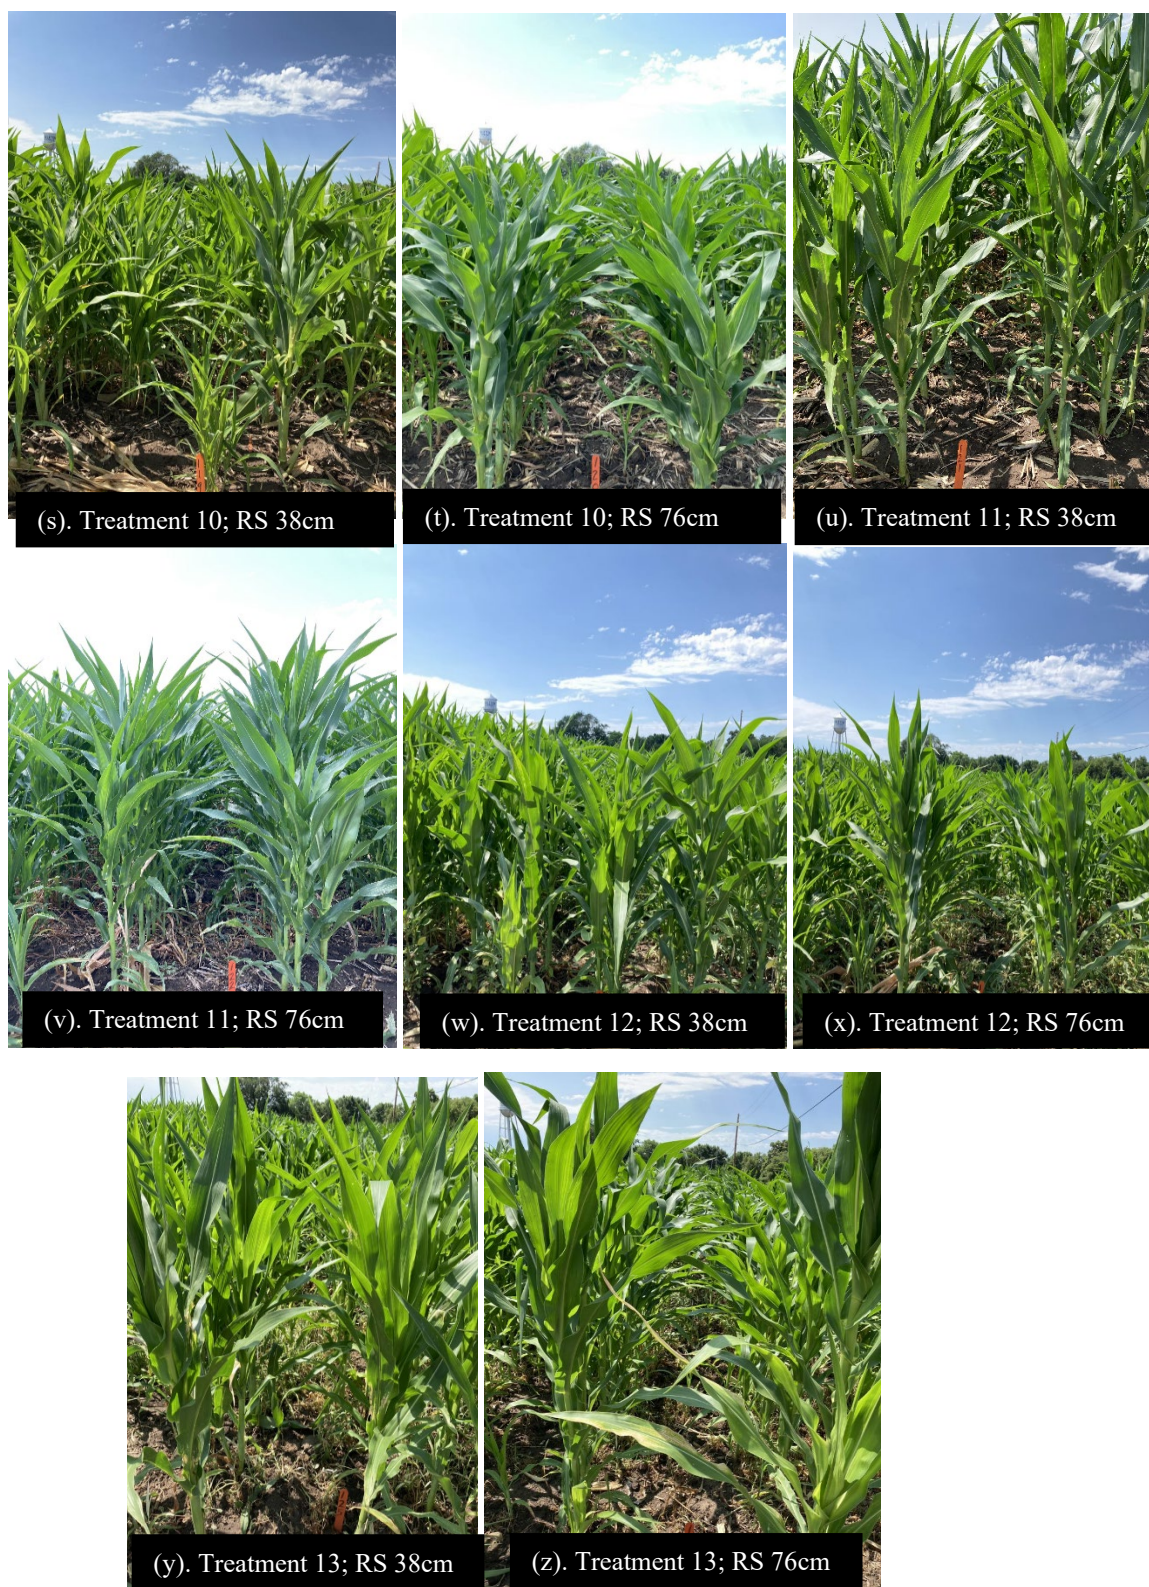 (s). Treatment 10; RS 38cm
(t). Treatment 10; RS 76cm
(u). Treatment 11; RS 38cm
(v). Treatment 11; RS 76cm
(w). Treatment 12; RS 38cm
(x). Treatment 12; RS 76cm
(y). Treatment 13; RS 38cm
(z). Treatment 13; RS 76cm